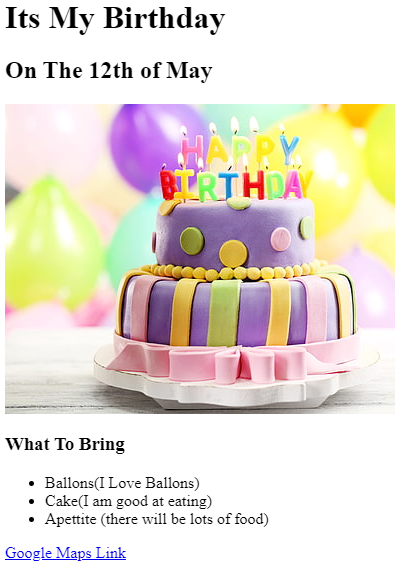 Its My Birthday
On The 12th of May
HAPPY
BIRTHDAY
What To Bring
Ballons(I Love Ballons)
Cake(I am good at eating)
Apettite (there will be lots of food)
Google Maps Link